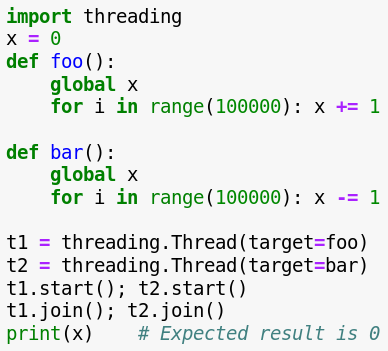 import threading
x = 0
def foo():
    global x
    for i in range(100000): x += 1

def bar():
    global x
    for i in range(100000): x -= 1

t1 = threading.Thread(target=foo)
t2 = threading.Thread(target=bar)
t1.start(); t2.start()
t1.join(); t2.join()
print(x)    # Expected result is 0